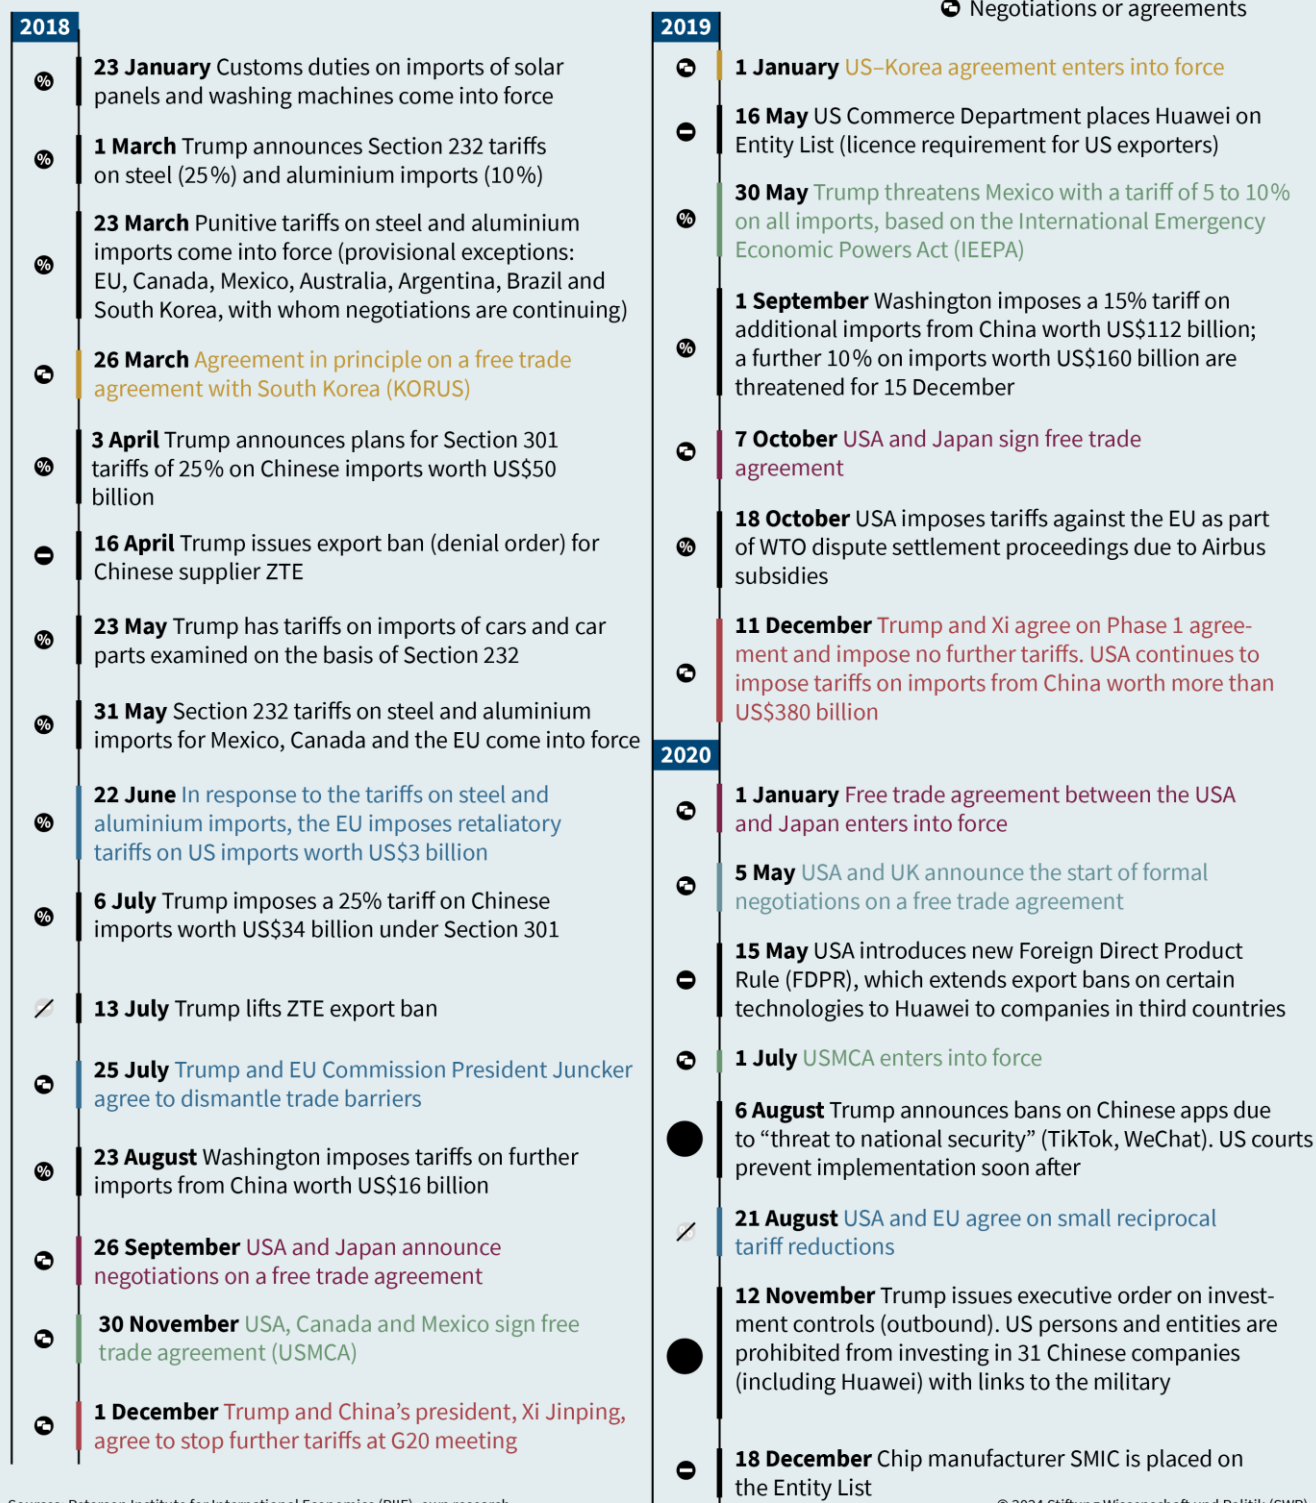 Negotiations or agreements
2018
23 January Customs duties on imports of solar
panels and washing machines come into force
1 March Trump announces Section 232 tariffs
on steel (25%) and aluminium imports (10%)
23 March Punitive tariffs on steel and aluminium
imports come into force (provisional exceptions:
EU, Canada, Mexico, Australia, Argentina, Brazil and
South Korea, with whom negotiations are continuing)
26 March Agreement in principle on a free trade
agreement with South Korea (KORUS)
3 April Trump announces plans for Section 301
tariffs of 25% on Chinese imports worth US$50
billion
16 April Trump issues export ban (denial order) for
Chinese supplier ZTE
23 May Trump has tariffs on imports of cars and car
parts examined on the basis of Section 232
31 May Section 232 tariffs on steel and aluminium
imports for Mexico, Canada and the EU come into force
22 June In response to the tariffs on steel and
aluminium imports, the EU imposes retaliatory
tariffs on US imports worth US$3 billion
6 July Trump imposes a 25% tariff on Chinese
imports worth US$34 billion under Section 301
13 July Trump lifts ZTE export ban
25 July Trump and EU Commission President Juncker
agree to dismantle trade barriers
23 August Washington imposes tariffs on further
imports from China worth US$16 billion
26 September USA and Japan announce
negotiations on a free trade agreement
30 November USA, Canada and Mexico sign free
trade agreement (USMCA)
1 December Trump and China's president, Xi Jinping,
agree to stop further tariffs at G20 meeting
2019
1 January US–Korea agreement enters into force
16 May US Commerce Department places Huawei on
Entity List (licence requirement for US exporters)
30 May Trump threatens Mexico with a tariff of 5 to 10%
on all imports, based on the International Emergency
Economic Powers Act (IEEPA)
1 September Washington imposes a 15% tariff on
additional imports from China worth US$112 billion;
a further 10% on imports worth US$160 billion are
threatened for 15 December
7 October USA and Japan sign free trade
agreement
18 October USA imposes tariffs against the EU as part
of WTO dispute settlement proceedings due to Airbus
subsidies
11 December Trump and Xi agree on Phase 1 agree-
ment and impose no further tariffs. USA continues to
impose tariffs on imports from China worth more than
US$380 billion
2020
1 January Free trade agreement between the USA
and Japan enters into force
5 May USA and UK announce the start of formal
negotiations on a free trade agreement
15 May USA introduces new Foreign Direct Product
Rule (FDPR), which extends export bans on certain
technologies to Huawei to companies in third countries
1 July USMCA enters into force
6 August Trump announces bans on Chinese apps due
to “threat to national security” (TikTok, WeChat). US courts
prevent implementation soon after
21 August USA and EU agree on small reciprocal
tariff reductions
12 November Trump issues executive order on invest-
ment controls (outbound). US persons and entities are
prohibited from investing in 31 Chinese companies
(including Huawei) with links to the military
18 December Chip manufacturer SMIC is placed on
the Entity List
Sources: Peterson Institute for International Economics (PIIE), own research
© 2024 Stiftung Wissenschaft und Politik (SWP)